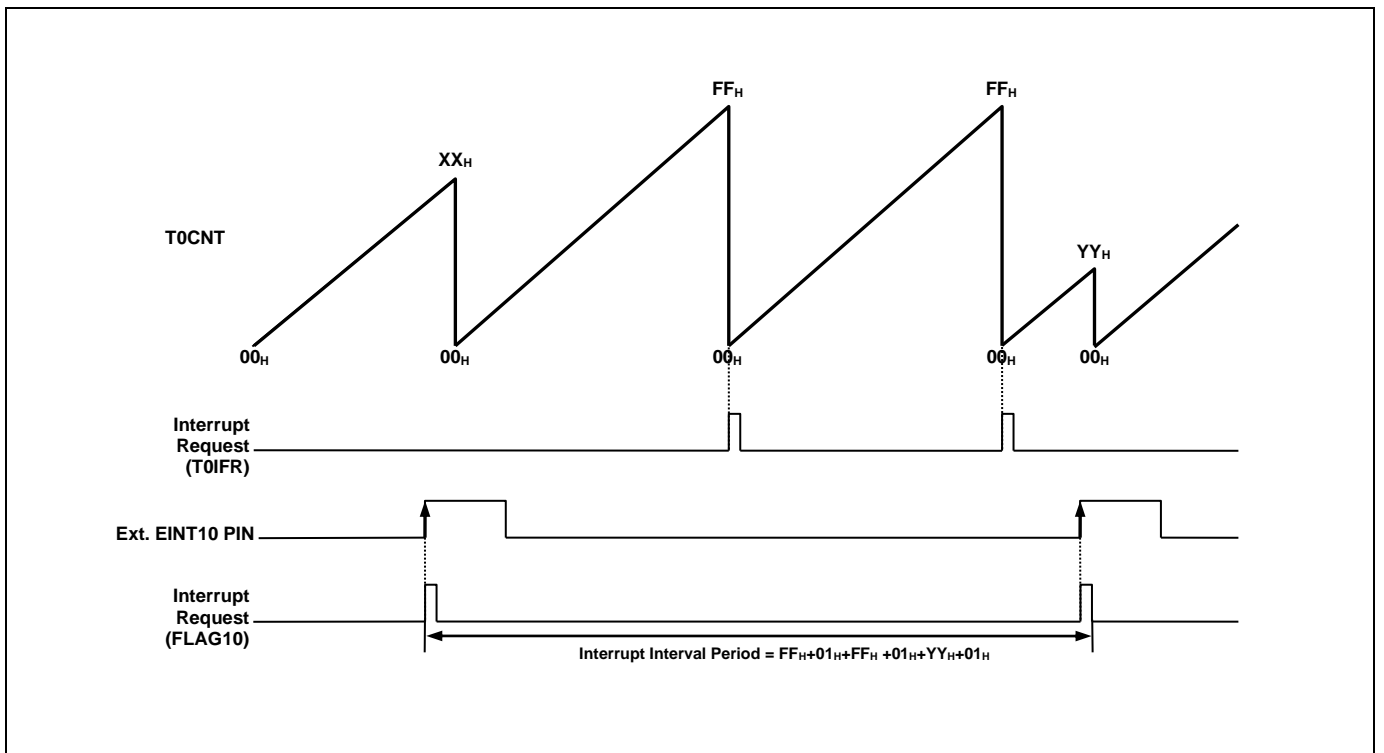 FFH
FFH
XXH
T0CNT
YYH
00H
00H
00H
00H
00H
Interrupt
Request
(T0IFR)
Ext. EINT10 PIN
Interrupt
Request
(FLAG10)
Interrupt Interval Period = FFH+01H+FFH +01H+YYH+01H